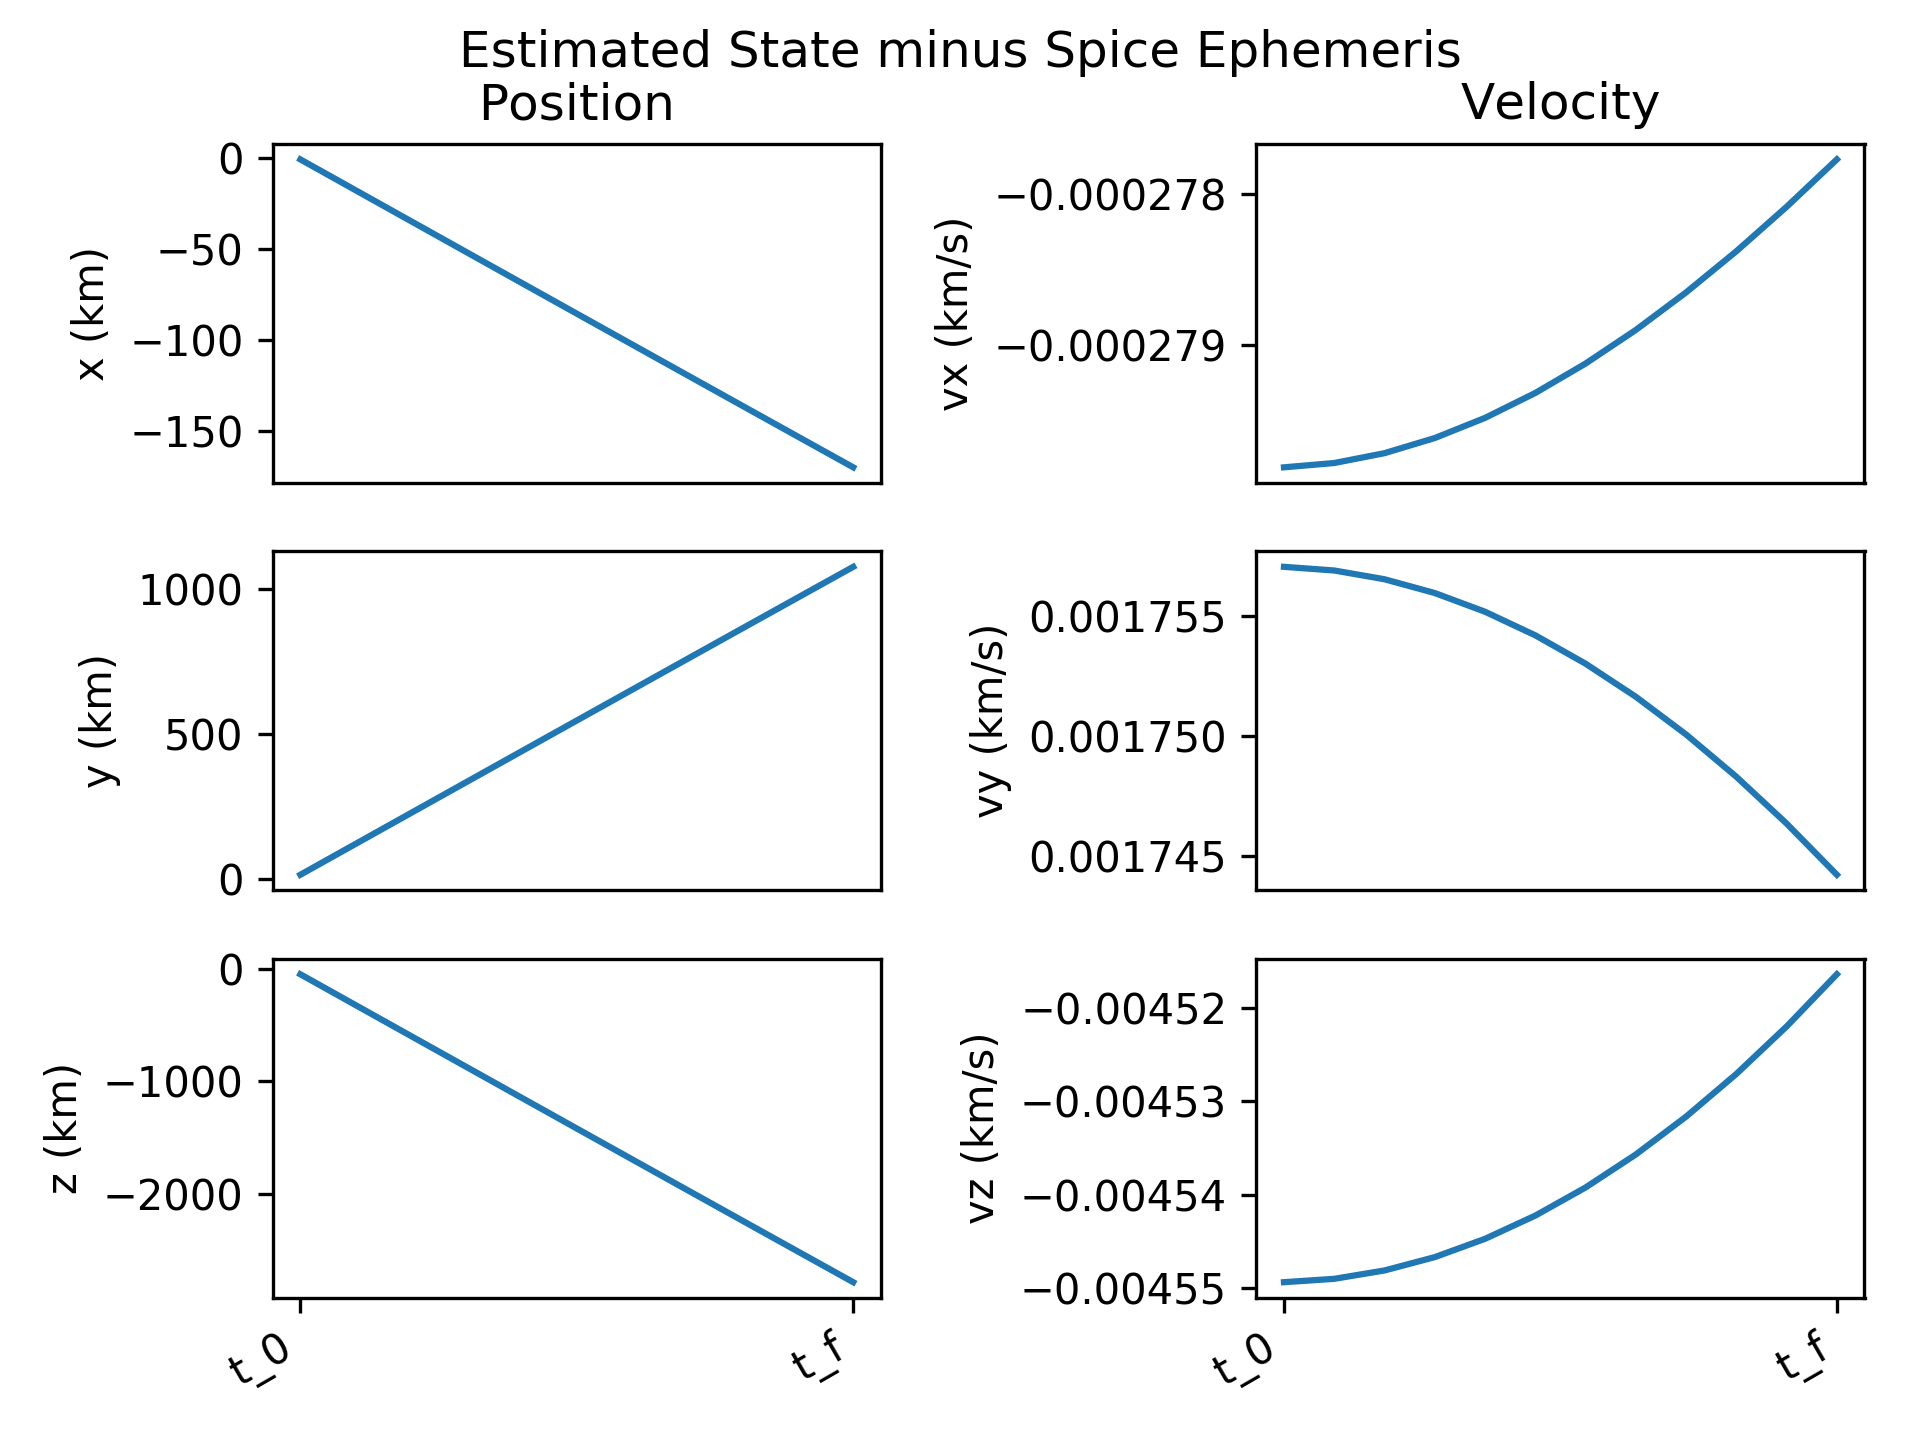 Estimated State minus Spice Ephemeris
Position
Velocity
0
−50
−100
−150
x (km)
−0.000278
−0.000279
vx (km/s)
1000
500
0
y (km)
0.001755
0.001750
0.001745
vy (km/s)
0
−1000
−2000
z (km)
−0.00452
−0.00453
−0.00454
−0.00455
vz (km/s)
t_0
t_f
t_0
t_f